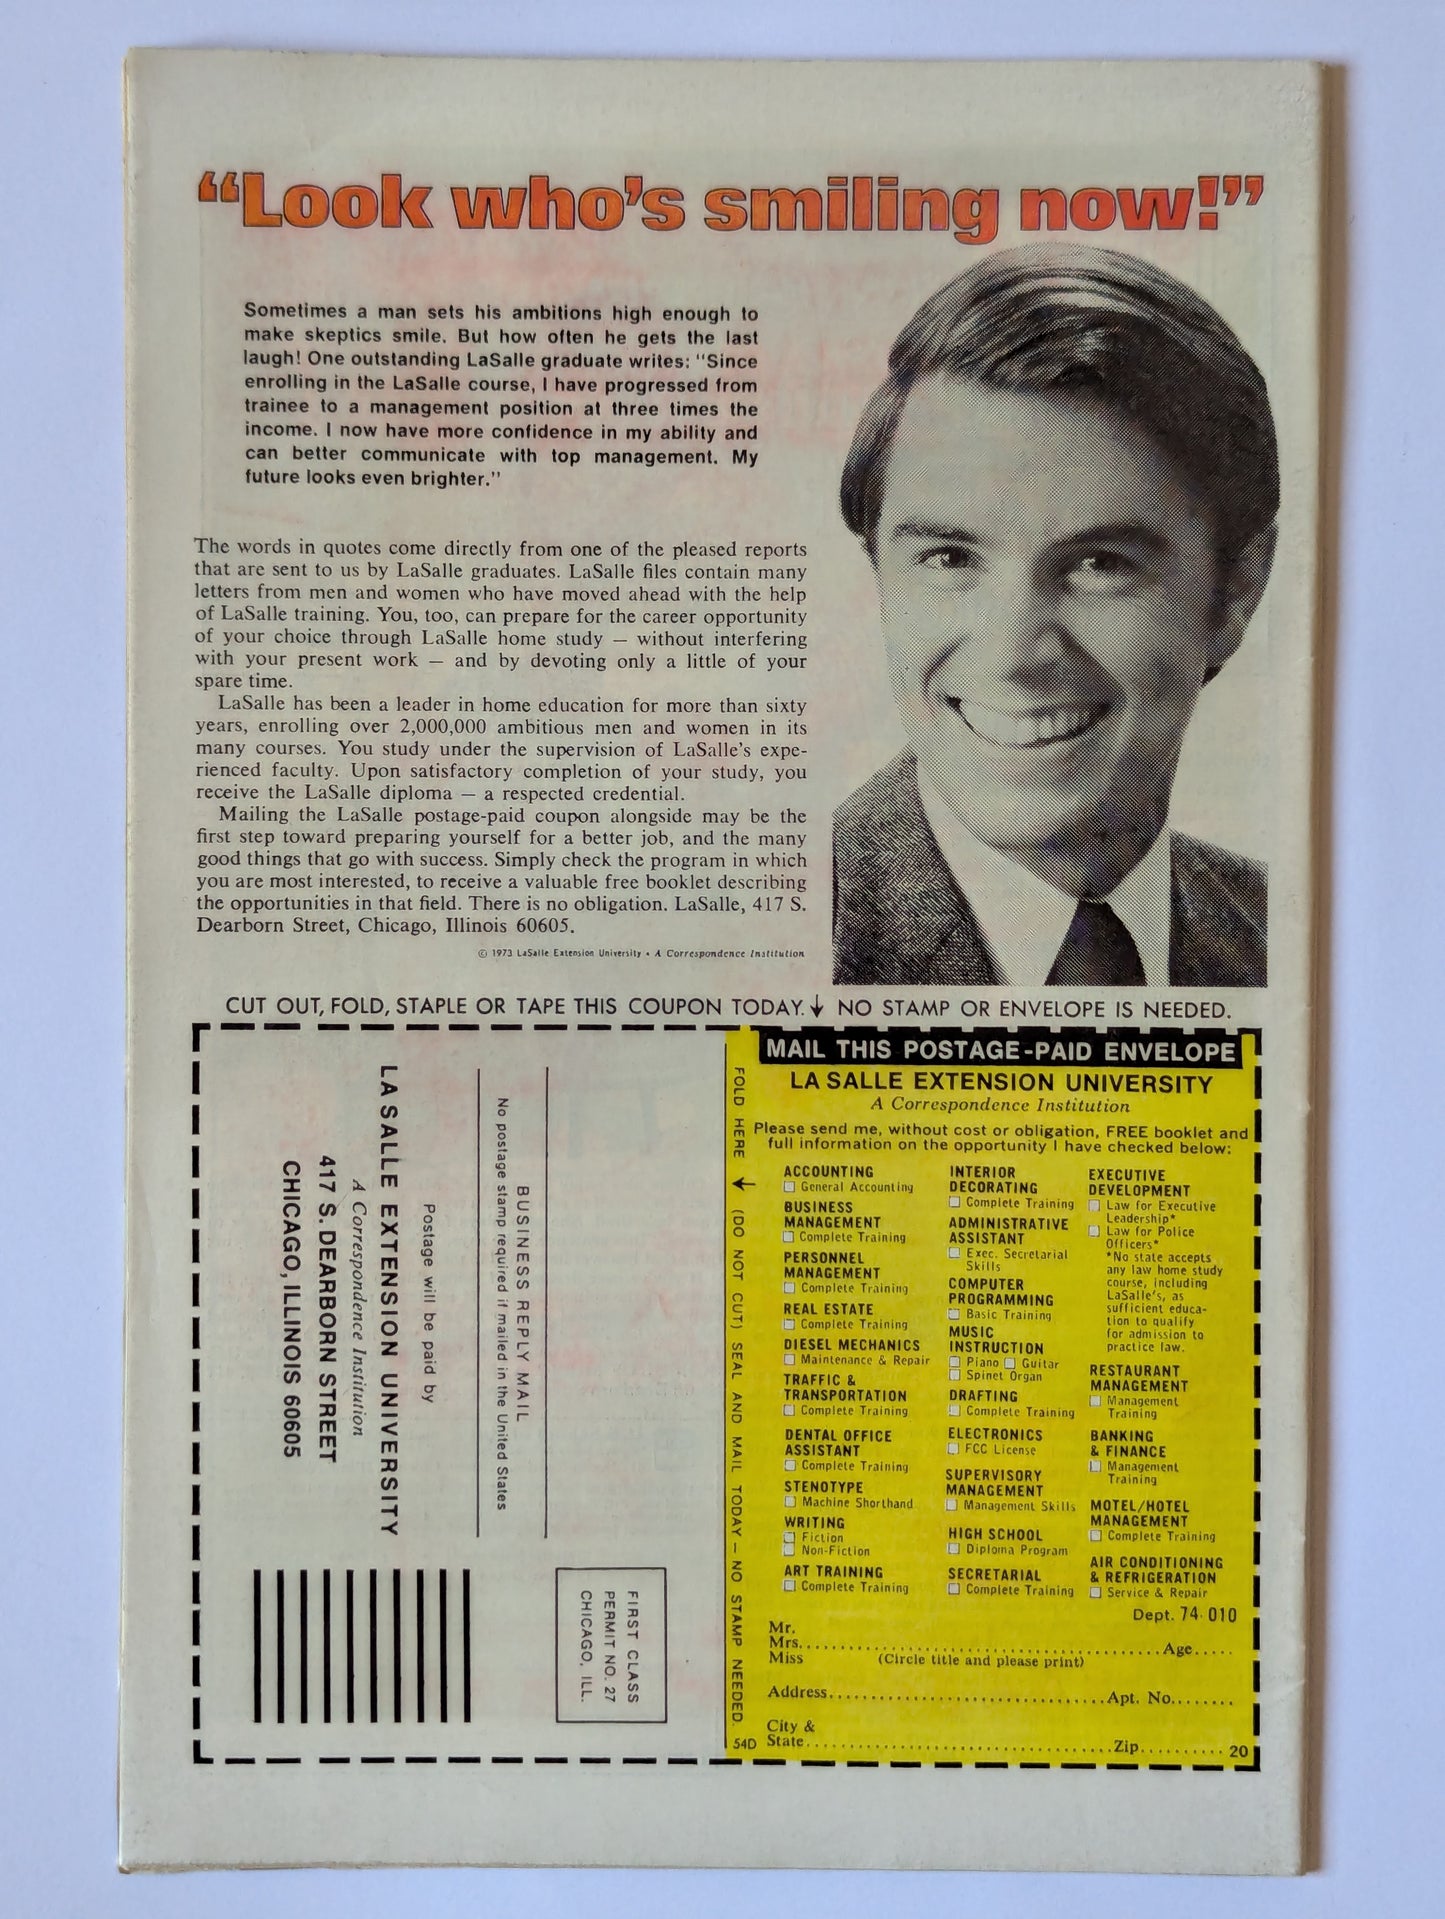 “Look who’s smiling now!”
Sometimes a man sets his ambitions high enough to
make skeptics smile. But how often he gets the last
laugh! One outstanding LaSalle graduate writes: “Since
enrolling in the LaSalle course, I have progressed from
trainee to a management position at three times the
income. I now have more confidence in my ability and
can better communicate with top management. My
future looks even brighter.”
The words in quotes come directly from one of the pleased reports
that are sent to us by LaSalle graduates. LaSalle files contain many
letters from men and women who have moved ahead with the help
of LaSalle training. You, too, can prepare for the career opportunity
of your choice through LaSalle home study — without interfering
with your present work — and by devoting only a little of your
spare time.
LaSalle has been a leader in home education for more than sixty
years, enrolling over 2,000,000 ambitious men and women in its
many courses. You study under the supervision of LaSalle’s expe-
rienced faculty. Upon satisfactory completion of your study, you
receive the LaSalle diploma — a respected credential.
Mailing the LaSalle postage-paid coupon alongside may be the
first step toward preparing yourself for a better job, and the many
good things that go with success. Simply check the program in which
you are most interested, to receive a valuable free booklet describing
the opportunities in that field. There is no obligation. LaSalle, 417 S.
Dearborn Street, Chicago, Illinois 60605.
© 1973 LaSalle Extension University • A Correspondence Institution
CUT OUT, FOLD, STAPLE OR TAPE THIS COUPON TODAY. ↓ NO STAMP OR ENVELOPE IS NEEDED.
FIRST CLASS
PERMIT NO. 27
CHICAGO, ILL.
BUSINESS REPLY MAIL
No postage stamp required if mailed in the United States
Postage will be paid by
LA SALLE EXTENSION UNIVERSITY
A Correspondence Institution
417 S. DEARBORN STREET
CHICAGO, ILLINOIS 60605
FOLD HERE ↓ (DO NOT CUT) SEAL AND MAIL TODAY — NO STAMP NEEDED.
54D
MAIL THIS POSTAGE-PAID ENVELOPE
LA SALLE EXTENSION UNIVERSITY
A Correspondence Institution
Please send me, without cost or obligation, FREE booklet and
full information on the opportunity I have checked below:
ACCOUNTING
☐ General Accounting
BUSINESS
MANAGEMENT
☐ Complete Training
PERSONNEL
MANAGEMENT
☐ Complete Training
REAL ESTATE
☐ Complete Training
DIESEL MECHANICS
☐ Maintenance & Repair
TRAFFIC &
TRANSPORTATION
☐ Complete Training
DENTAL OFFICE
ASSISTANT
☐ Complete Training
STENOTYPE
☐ Machine Shorthand
WRITING
☐ Fiction
☐ Non-Fiction
ART TRAINING
☐ Complete Training
INTERIOR
DECORATING
☐ Complete Training
ADMINISTRATIVE
ASSISTANT
☐ Exec. Secretarial
Skills
COMPUTER
PROGRAMMING
☐ Basic Training
MUSIC
INSTRUCTION
☐ Piano ☐ Guitar
☐ Spinet Organ
DRAFTING
☐ Complete Training
ELECTRONICS
☐ FCC License
SUPERVISORY
MANAGEMENT
☐ Management Skills
HIGH SCHOOL
☐ Diploma Program
SECRETARIAL
☐ Complete Training
EXECUTIVE
DEVELOPMENT
☐ Law for Executive
Leadership*
☐ Law for Police
Officers*
*No state accepts
any law home study
course, including
LaSalle's, as
sufficient educa-
tion to qualify
for admission to
practice law.
RESTAURANT
MANAGEMENT
☐ Management
Training
BANKING
& FINANCE
☐ Management
Training
MOTEL/HOTEL
MANAGEMENT
☐ Complete Training
AIR CONDITIONING
& REFRIGERATION
☐ Service & Repair
Dept. 74-010
Mr.
Mrs. ........ Age .....
Miss (Circle title and please print)
Address ........ Apt. No. .......
City &
State ........ Zip ........ 20